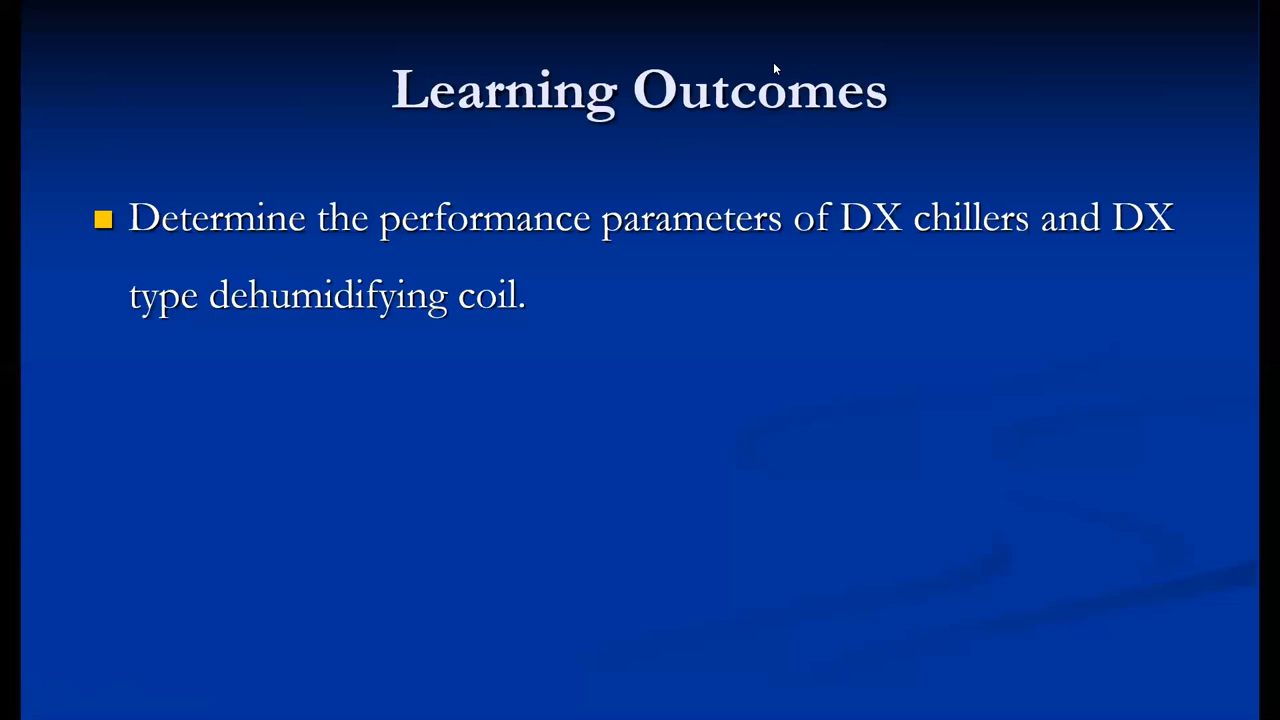 Learning Outcomes
Determine the performance parameters of DX chillers and DX
type dehumidifying coil.